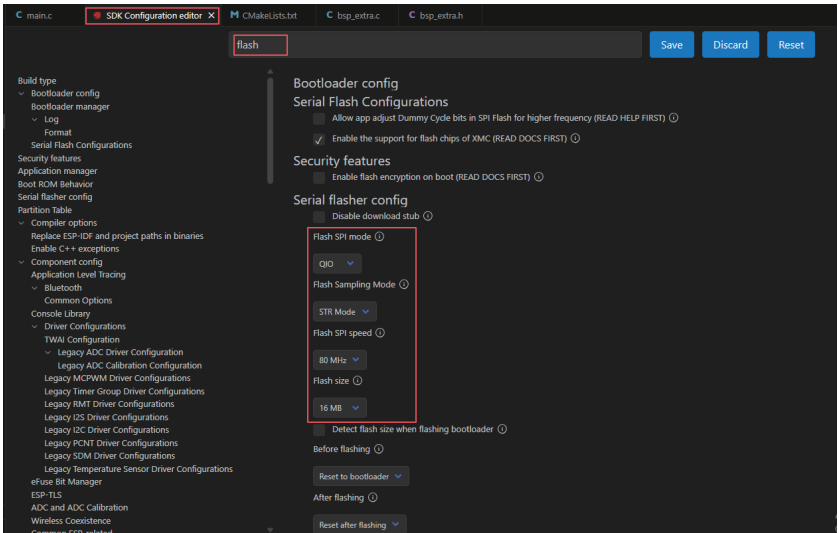 C main.c
SDK Configuration editor X
M CMakeLists.txt
C bsp_extra.c
C bsp_extra.h
flash
Save
Discard
Reset
Build type
Bootloader config
Bootloader manager
Log
Format
Serial Flash Configurations
Security features
Application manager
Boot ROM Behavior
Serial flasher config
Partition Table
Compiler options
Replace ESP-IDF and project paths in binaries
Enable C++ exceptions
Component config
Application Level Tracing
Bluetooth
Common Options
Console Library
Driver Configurations
TWAI Configuration
Legacy ADC Driver Configuration
Legacy ADC Calibration Configuration
Legacy MCPWM Driver Configurations
Legacy Timer Group Driver Configurations
Legacy RMT Driver Configurations
Legacy I2S Driver Configurations
Legacy I2C Driver Configurations
Legacy PCNT Driver Configurations
Legacy SDM Driver Configurations
Legacy Temperature Sensor Driver Configurations
eFuse Bit Manager
ESP-TLS
ADC and ADC Calibration
Wireless Coexistence
Common ESP-related
Bootloader config
Serial Flash Configurations
Allow app adjust Dummy Cycle bits in SPI Flash for higher frequency (READ HELP FIRST)
Enable the support for flash chips of XMC (READ DOCS FIRST)
Security features
Enable flash encryption on boot (READ DOCS FIRST)
Serial flasher config
Disable download stub
Flash SPI mode
QIO
Flash Sampling Mode
STR Mode
Flash SPI speed
80 MHz
Flash size
16 MB
Detect flash size when flashing bootloader
Before flashing
Reset to bootloader
After flashing
Reset after flashing